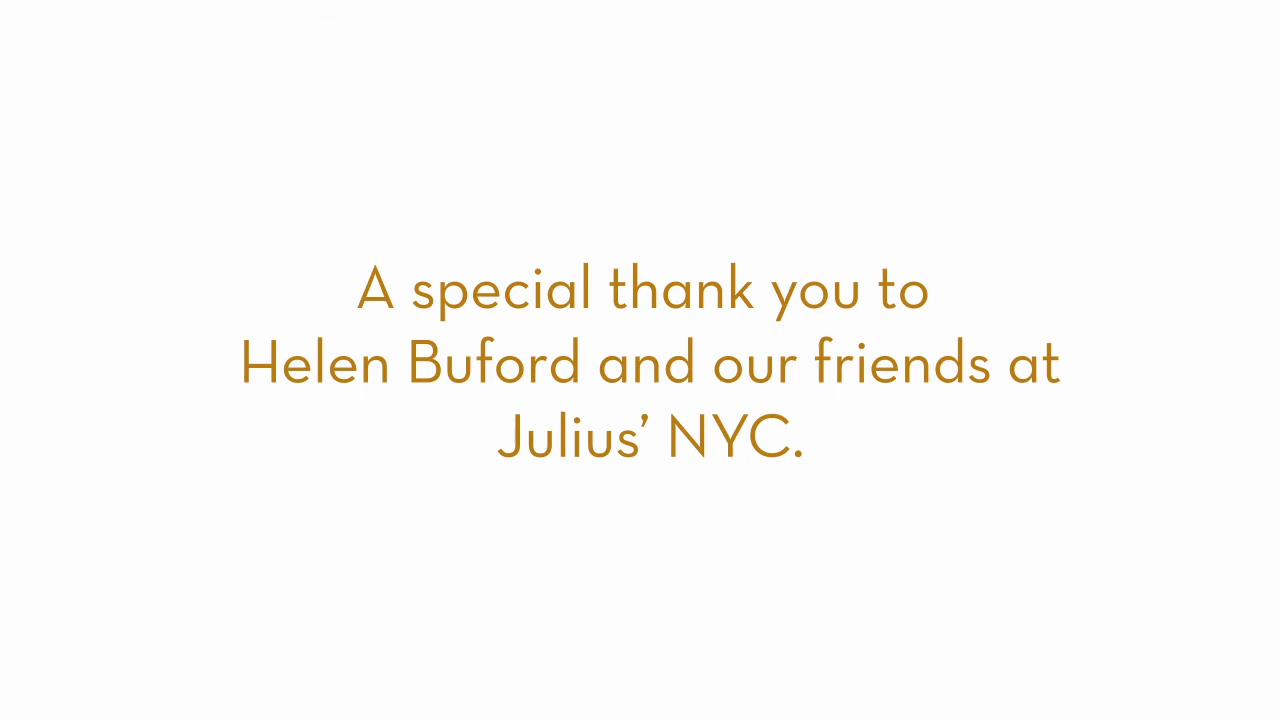 A special thank you to
Helen Buford and our friends at
Julius’ NYC.